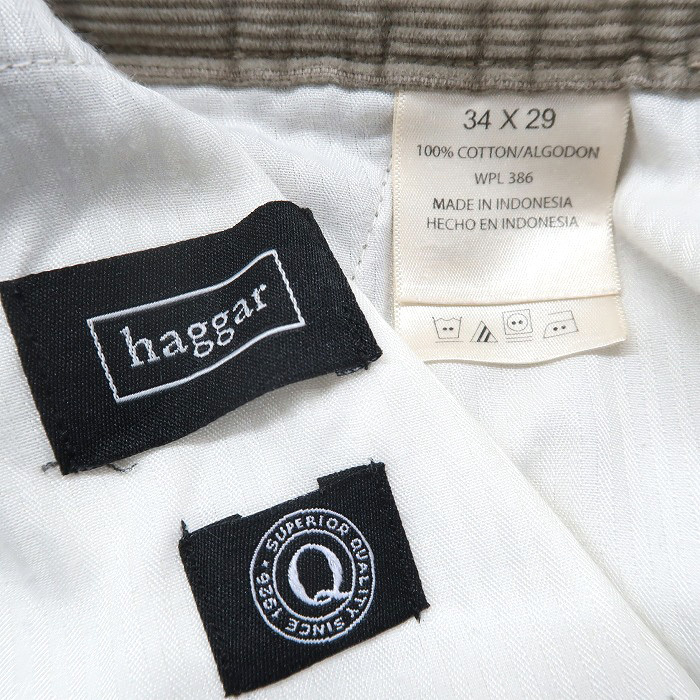 34 X 29
100% COTTON/ALGODON
WPL 386
MADE IN INDONESIA
HECHO EN INDONESIA
haggar
SUPERIOR QUALITY SINCE 1926
Q